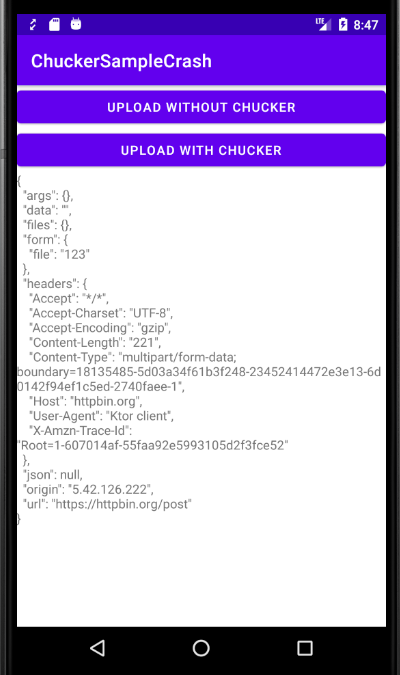 LTE 8:47
ChuckerSampleCrash
UPLOAD WITHOUT CHUCKER
UPLOAD WITH CHUCKER
{
"args": {},
"data": "",
"files": {},
"form": {
"file": "123"
},
"headers": {
"Accept": "*/*",
"Accept-Charset": "UTF-8",
"Accept-Encoding": "gzip",
"Content-Length": "221",
"Content-Type": "multipart/form-data;
boundary=18135485-5d03a34f61b3f248-23452414472e3e13-6d
0142f94ef1c5ed-2740faee-1",
"Host": "httpbin.org",
"User-Agent": "Ktor client",
"X-Amzn-Trace-Id":
"Root=1-607014af-55faa92e5993105d2f3fce52"
},
"json": null,
"origin": "5.42.126.222",
"url": "https://httpbin.org/post"
}